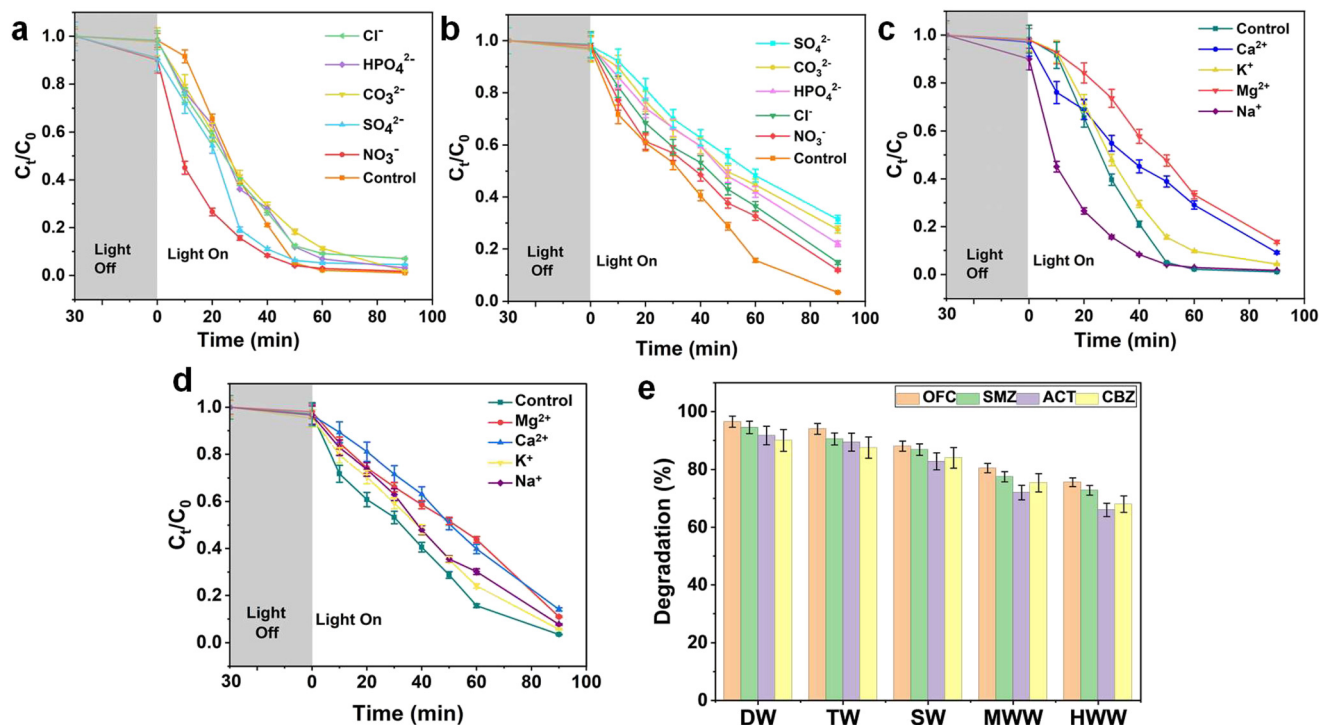 a
Cl⁻
HPO₄²⁻
CO₃²⁻
SO₄²⁻
NO₃⁻
Control
Light
Off
Light On
Cₜ/C₀
1.0
0.8
0.6
0.4
0.2
0.0
30 0 20 40 60 80 100
Time (min)
b
SO₄²⁻
CO₃²⁻
HPO₄²⁻
Cl⁻
NO₃⁻
Control
Light
Off
Light On
Cₜ/C₀
1.0
0.8
0.6
0.4
0.2
0.0
30 0 20 40 60 80 100
Time (min)
c
Control
Ca²⁺
K⁺
Mg²⁺
Na⁺
Light
Off
Light On
Cₜ/C₀
1.0
0.8
0.6
0.4
0.2
0.0
30 0 20 40 60 80 100
Time (min)
d
Control
Mg²⁺
Ca²⁺
K⁺
Na⁺
Light
Off
Light On
Cₜ/C₀
1.0
0.8
0.6
0.4
0.2
0.0
30 0 20 40 60 80 100
Time (min)
e
OFC SMZ ACT CBZ
Degradation (%)
100
80
60
40
20
0
DW TW SW MWW HWW